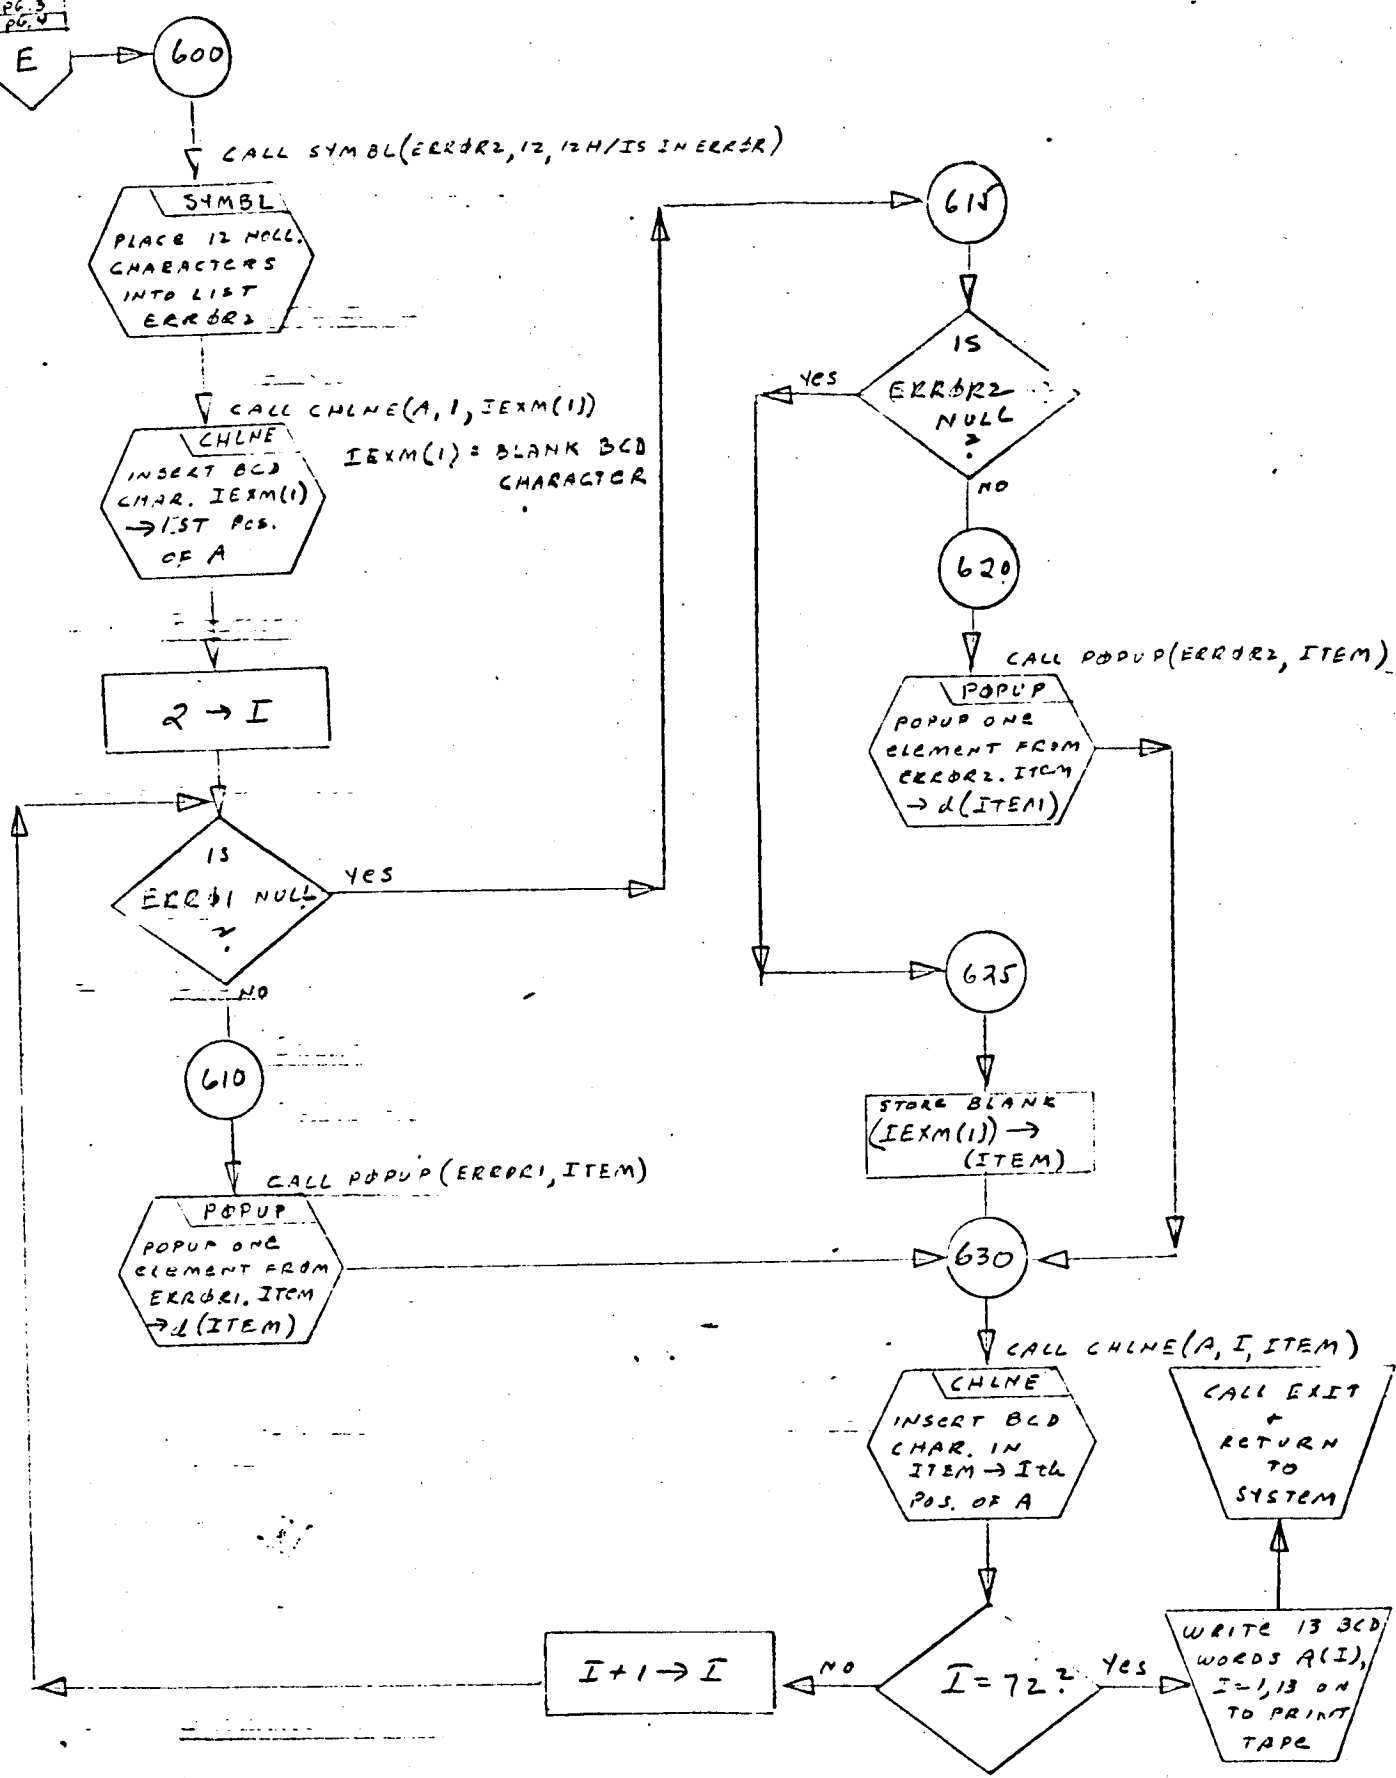 PG.3
PG.4
E
600
CALL SYMBL(ERRØR2,12,12H/IS IN ERRØR)
SYMBL
PLACE 12 HOLL.
CHARACTERS
INTO LIST
ERRØR2
CALL CHLNE(A,1,IEXM(1))
IEXM(1) = BLANK BCD
CHARACTER
CHLNE
INSERT BCD
CHAR. IEXM(1)
→ 1ST POS.
OF A
2 → I
IS
ERRØ1 NULL
?
YES
NO
610
CALL PØPUP(ERRØR1,ITEM)
PØPUP
POPUP ONE
ELEMENT FROM
ERRØR1. ITEM
→ d(ITEM)
615
IS
ERRØR2
NULL
?
YES
NO
620
CALL PØPUP(ERRØR2, ITEM)
PØPUP
POPUP ONE
ELEMENT FROM
ERRØR2. ITEM
→ d(ITEM)
625
STORE BLANK
(IEXM(1)) →
(ITEM)
630
CALL CHLNE(A, I, ITEM)
CHLNE
INSERT BCD
CHAR. IN
ITEM → Ith
POS. OF A
I = 72?
NO
I+1 → I
YES
WRITE 13 BCD
WORDS A(I),
I=1,13 ON
TO PRINT
TAPE
CALL EXIT
+
RETURN
TO
SYSTEM